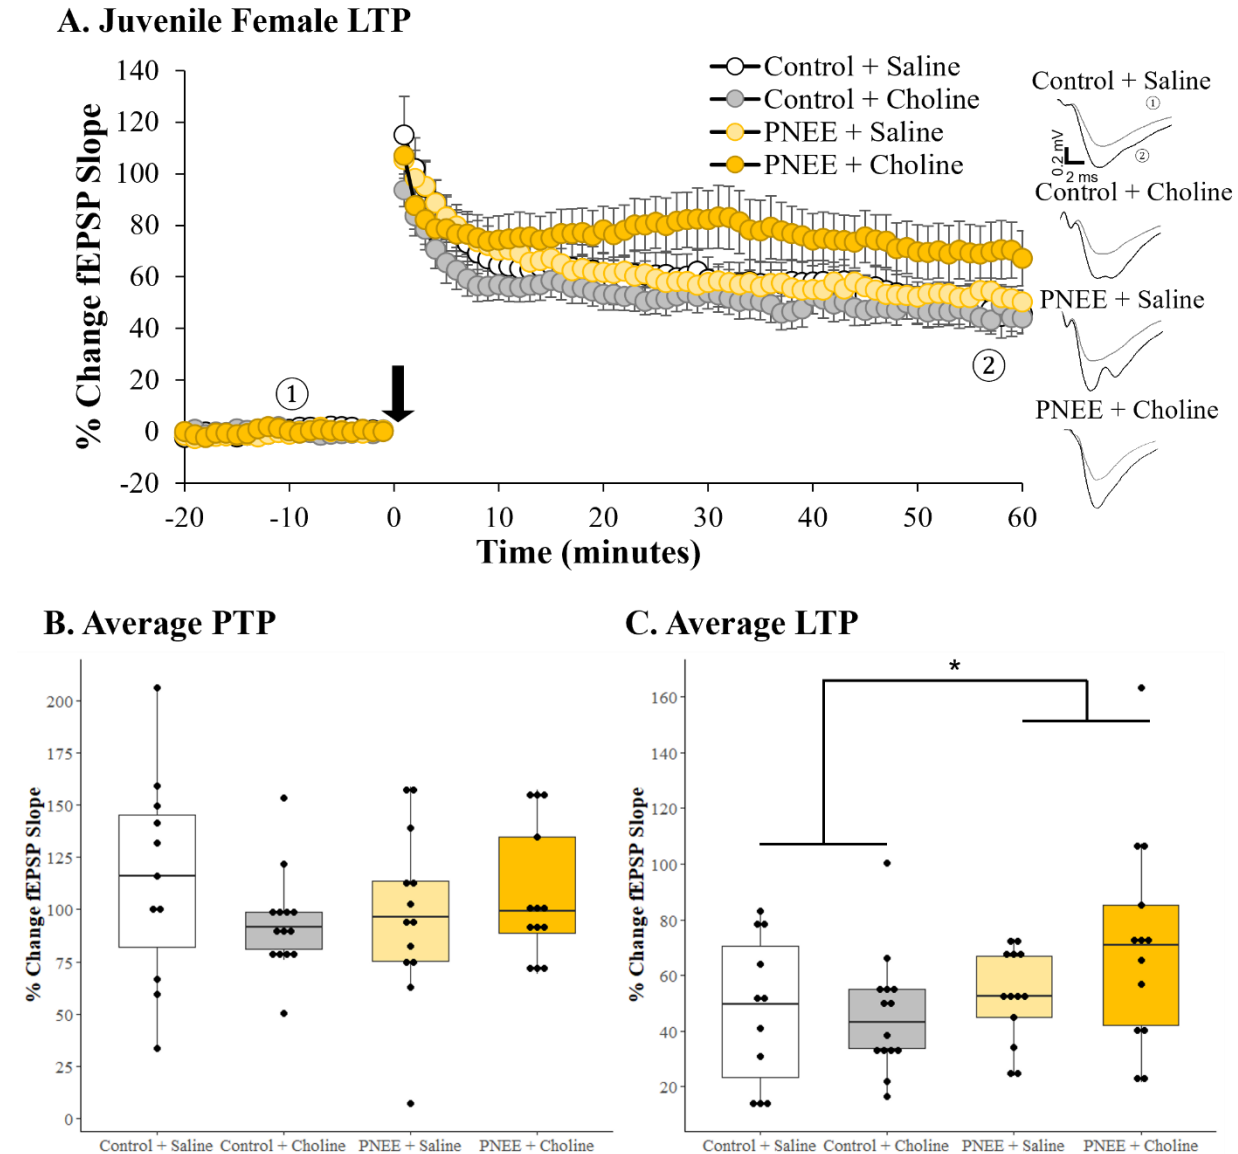 A. Juvenile Female LTP
% Change fEPSP Slope
140
120
100
80
60
40
20
0
-20
-20 -10 0 10 20 30 40 50 60
Time (minutes)
① ②
Control + Saline
Control + Choline
PNEE + Saline
PNEE + Choline
Control + Saline
①
②
0.2 mV
2 ms
Control + Choline
PNEE + Saline
PNEE + Choline
B. Average PTP
% Change fEPSP Slope
200
175
150
125
100
75
50
25
0
Control + Saline Control + Choline PNEE + Saline PNEE + Choline
C. Average LTP
% Change fEPSP Slope
160
140
120
100
80
60
40
20
*
Control + Saline Control + Choline PNEE + Saline PNEE + Choline